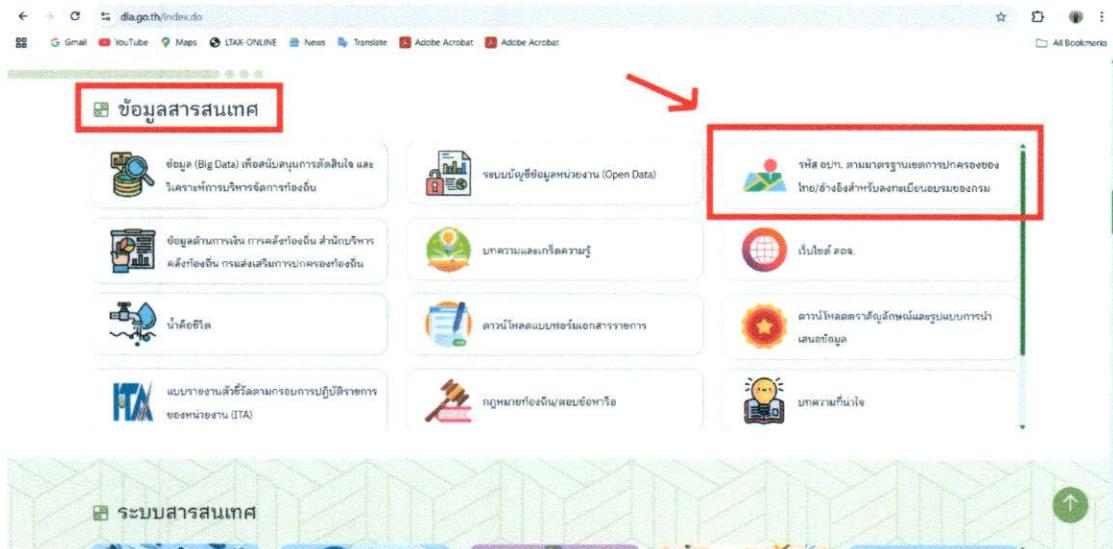 dla.go.th/index.do
Gmail YouTube Maps LTAX-ONLINE News Translate Adobe Acrobat Adobe Acrobat All Bookmarks
ข้อมูลสารสนเทศ
ข้อมูล (Big Data) เพื่อสนับสนุนการตัดสินใจ และ
วิเคราะห์การบริหารจัดการท้องถิ่น
ระบบบัญชีข้อมูลหน่วยงาน (Open Data)
รหัส อปท. ตามมาตรฐานเขตการปกครองของ
ไทย/อ้างอิงสำหรับลงทะเบียนอบรมของกรม
ข้อมูลด้านการเงิน การคลังท้องถิ่น สำนักบริหาร
คลังท้องถิ่น กรมส่งเสริมการปกครองท้องถิ่น
บทความและเกร็ดความรู้
เว็บไซต์ สถจ.
น้ำคือชีวิต
ดาวน์โหลดแบบฟอร์มเอกสารราชการ
ดาวน์โหลดตราสัญลักษณ์และรูปแบบการนำ
เสนอข้อมูล
ITA
แบบรายงานตัวชี้วัดตามกรอบการปฏิบัติราชการ
ของหน่วยงาน (ITA)
กฎหมายท้องถิ่น/ตอบข้อหารือ
บทความที่น่าใจ
ระบบสารสนเทศ